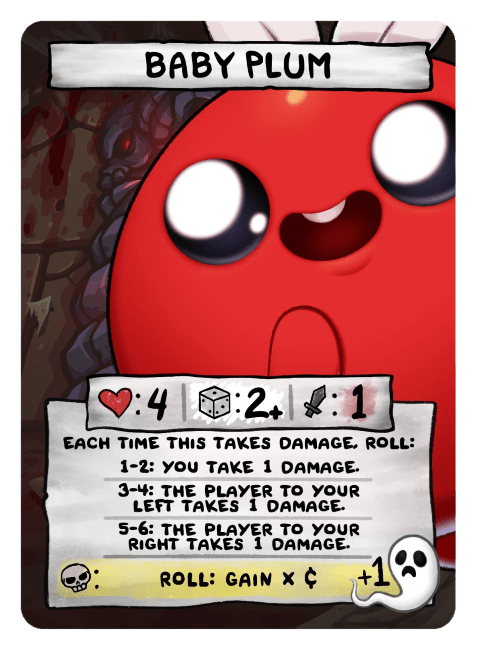 BABY PLUM
:4 :2+ :1
EACH TIME THIS TAKES DAMAGE, ROLL:
1-2: YOU TAKE 1 DAMAGE.
3-4: THE PLAYER TO YOUR
LEFT TAKES 1 DAMAGE.
5-6: THE PLAYER TO YOUR
RIGHT TAKES 1 DAMAGE.
: ROLL: GAIN X ¢ +1